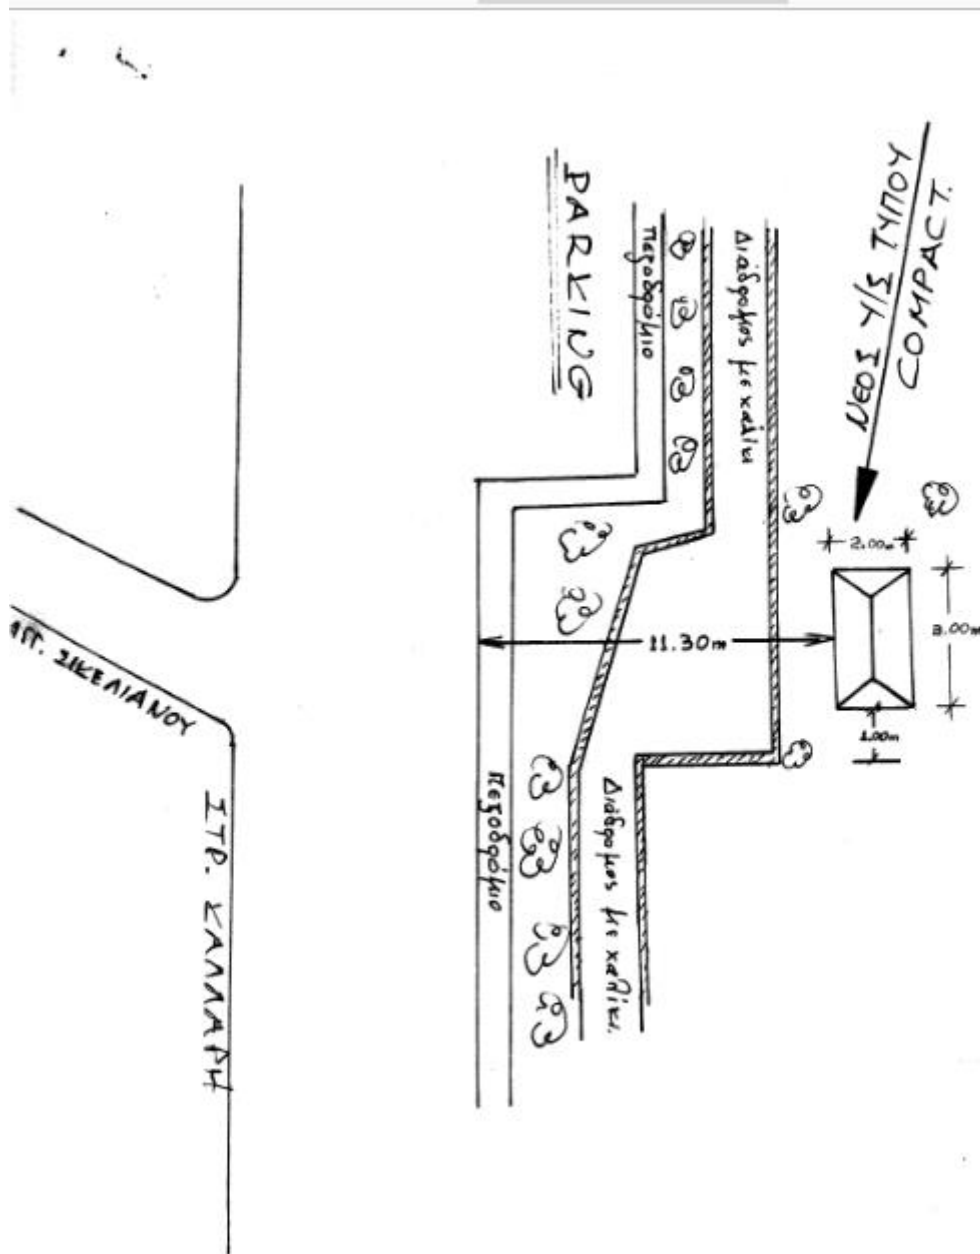 PARKING
Πεζοδρόμιο
Διάδρομος με χαλίκι
ΝΕΟΣ Υ/Σ ΤΥΠΟΥ
COMPACT.
2.00m
3.00m
11.30m
1.00m
ΑΓΓ. ΣΙΚΕΛΙΑΝΟΥ
ΣΤΡ. ΚΑΛΛΑΡΗ
Πεζοδρόμιο
Διάδρομος με χαλίκι.